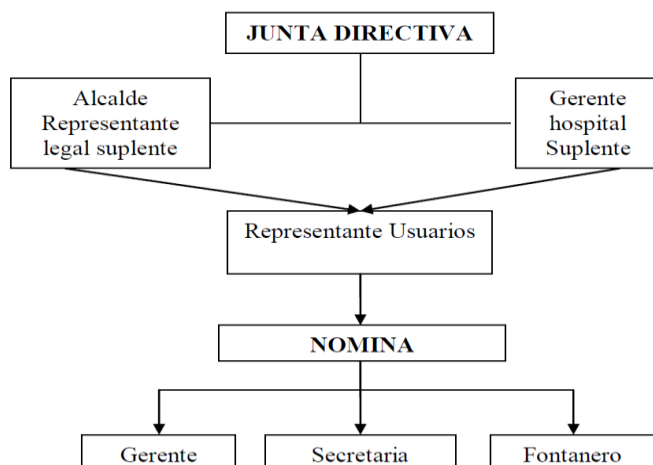 JUNTA DIRECTIVA
Alcalde
Representante
legal suplente
Gerente
hospital
Suplente
Representante Usuarios
NOMINA
Gerente
Secretaria
Fontanero